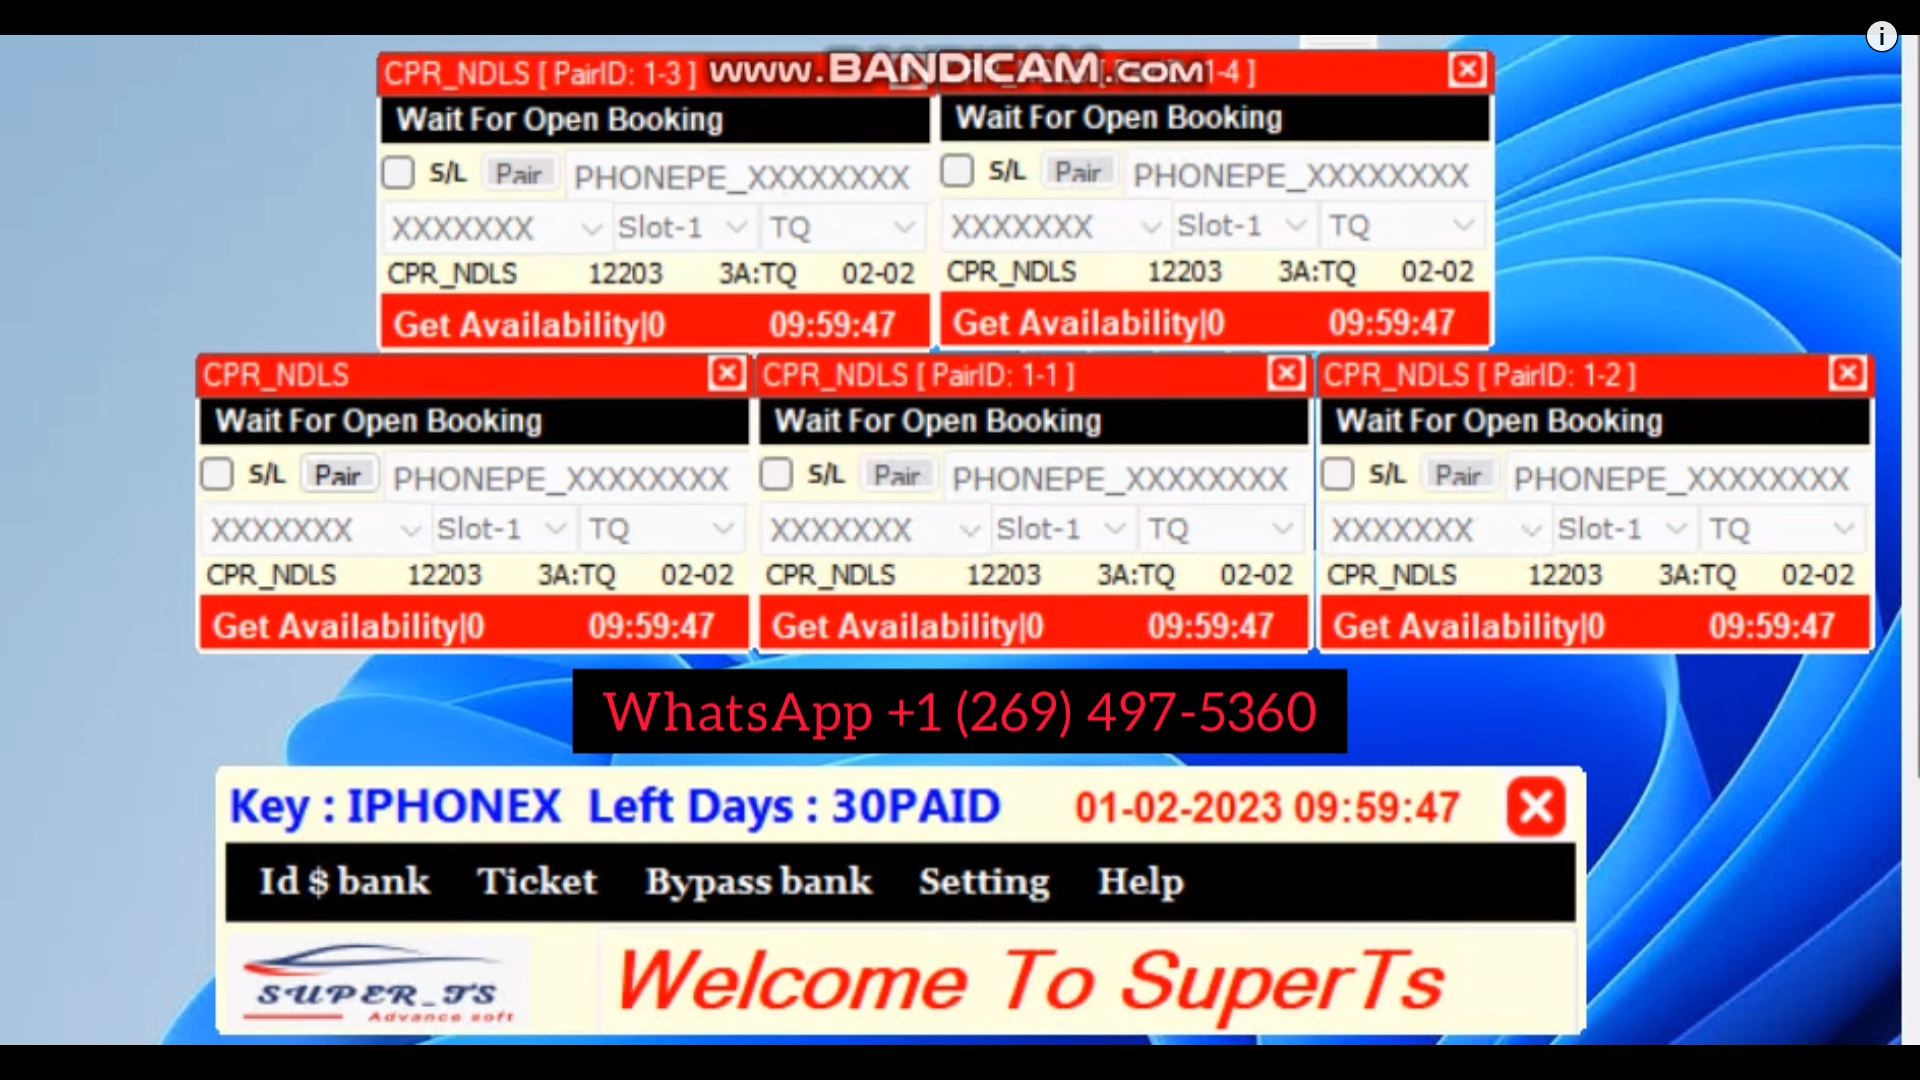 www.BANDICAM.com
CPR_NDLS [ PairID: 1-3 ]
Wait For Open Booking
S/L Pair PHONEPE_XXXXXXXX
XXXXXXX Slot-1 TQ
CPR_NDLS 12203 3A:TQ 02-02
Get Availability|0 09:59:47
1-4 ]
Wait For Open Booking
S/L Pair PHONEPE_XXXXXXXX
XXXXXXX Slot-1 TQ
CPR_NDLS 12203 3A:TQ 02-02
Get Availability|0 09:59:47
CPR_NDLS
Wait For Open Booking
S/L Pair PHONEPE_XXXXXXXX
XXXXXXX Slot-1 TQ
CPR_NDLS 12203 3A:TQ 02-02
Get Availability|0 09:59:47
CPR_NDLS [ PairID: 1-1 ]
Wait For Open Booking
S/L Pair PHONEPE_XXXXXXXX
XXXXXXX Slot-1 TQ
CPR_NDLS 12203 3A:TQ 02-02
Get Availability|0 09:59:47
CPR_NDLS [ PairID: 1-2 ]
Wait For Open Booking
S/L Pair PHONEPE_XXXXXXXX
XXXXXXX Slot-1 TQ
CPR_NDLS 12203 3A:TQ 02-02
Get Availability|0 09:59:47
WhatsApp +1 (269) 497-5360
Key : IPHONEX Left Days : 30PAID 01-02-2023 09:59:47
Id $ bank Ticket Bypass bank Setting Help
SUPER_TS
Advance soft
Welcome To SuperTs